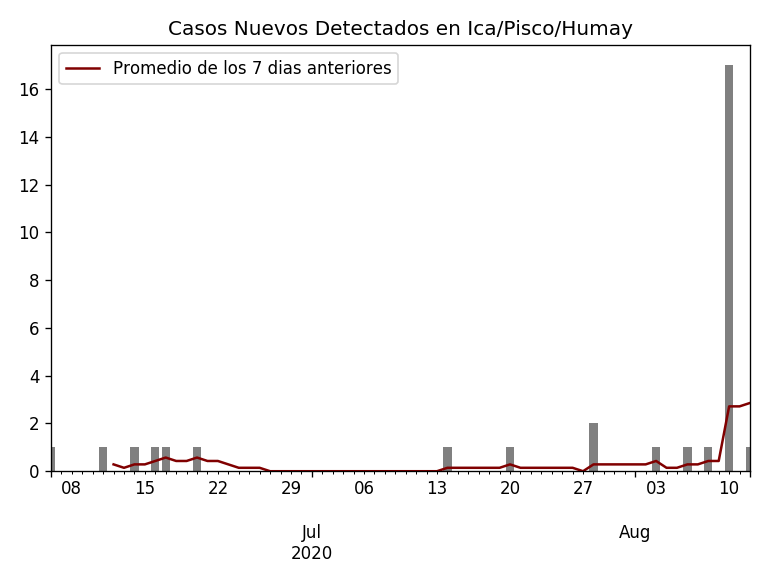 Casos Nuevos Detectados en Ica/Pisco/Humay
Promedio de los 7 dias anteriores
16
14
12
10
8
6
4
2
0
08 15 22 29 06 13 20 27 03 10
Jul Aug
2020